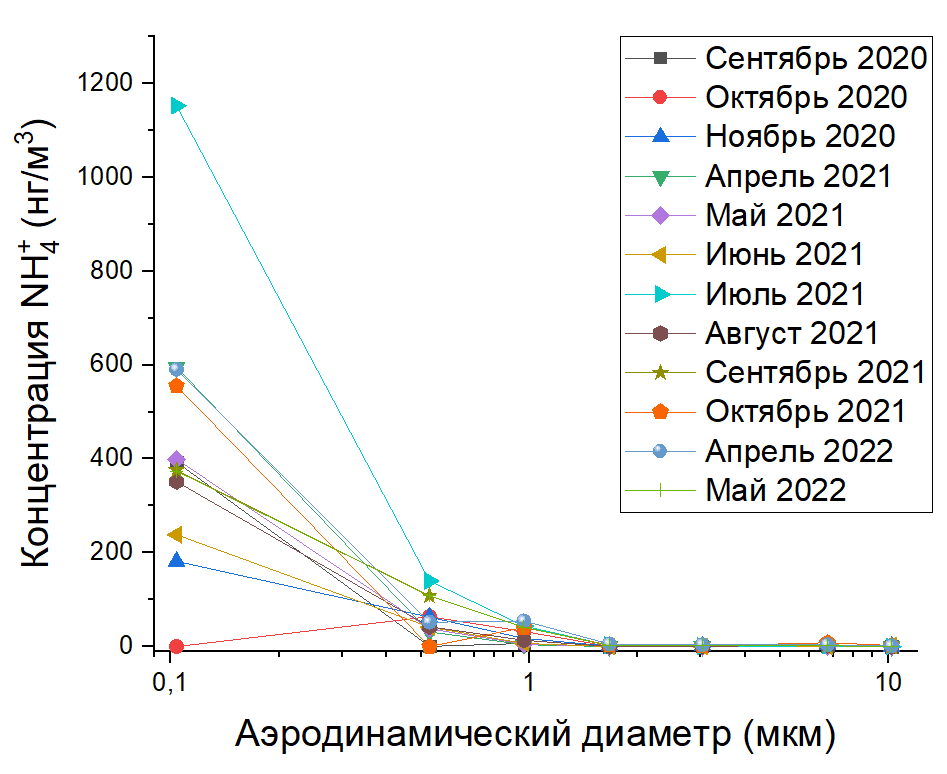 Концентрация NH₄⁺ (нг/м³)
1200
1000
800
600
400
200
0
0,1
1
10
Аэродинамический диаметр (мкм)
Сентябрь 2020
Октябрь 2020
Ноябрь 2020
Апрель 2021
Май 2021
Июнь 2021
Июль 2021
Август 2021
Сентябрь 2021
Октябрь 2021
Апрель 2022
Май 2022